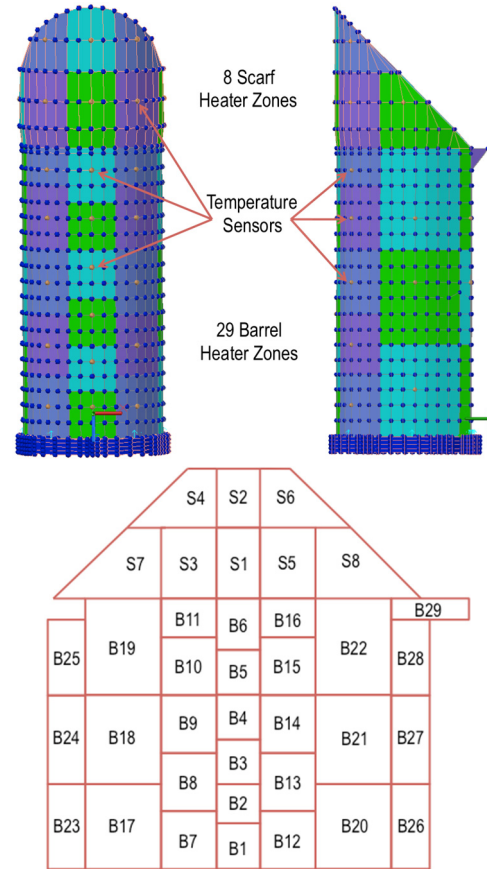 8 Scarf
Heater Zones
Temperature
Sensors
29 Barrel
Heater Zones
S4 S2 S6
S7 S3 S1 S5 S8
B11 B6 B16 B29
B25 B19 B10 B5 B15 B22 B28
B24 B18 B9 B4 B14 B21 B27
B8 B3 B13
B23 B17 B7 B2 B12 B20 B26
B1